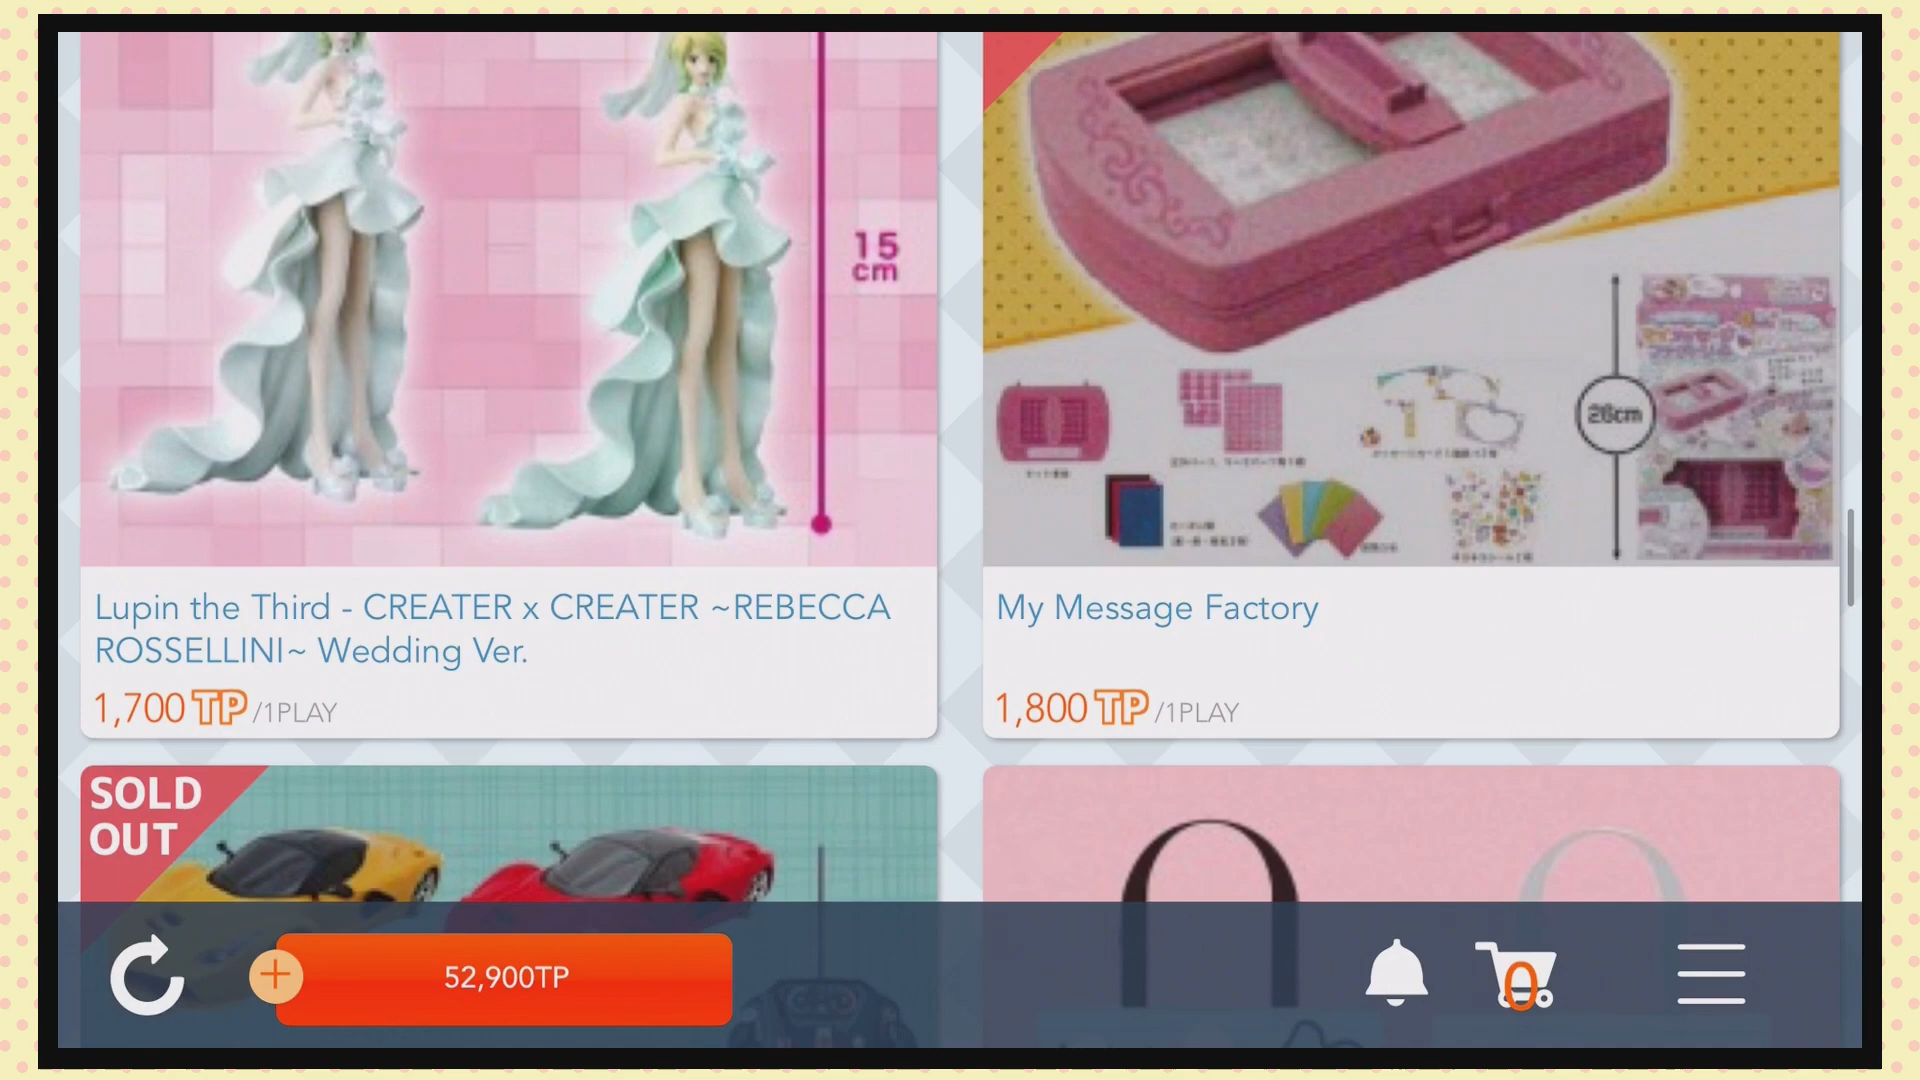 15
cm
26cm
Lupin the Third - CREATER x CREATER ~REBECCA
ROSSELLINI~ Wedding Ver.
1,700 TP /1PLAY
My Message Factory
1,800 TP /1PLAY
SOLD
OUT
52,900TP
0